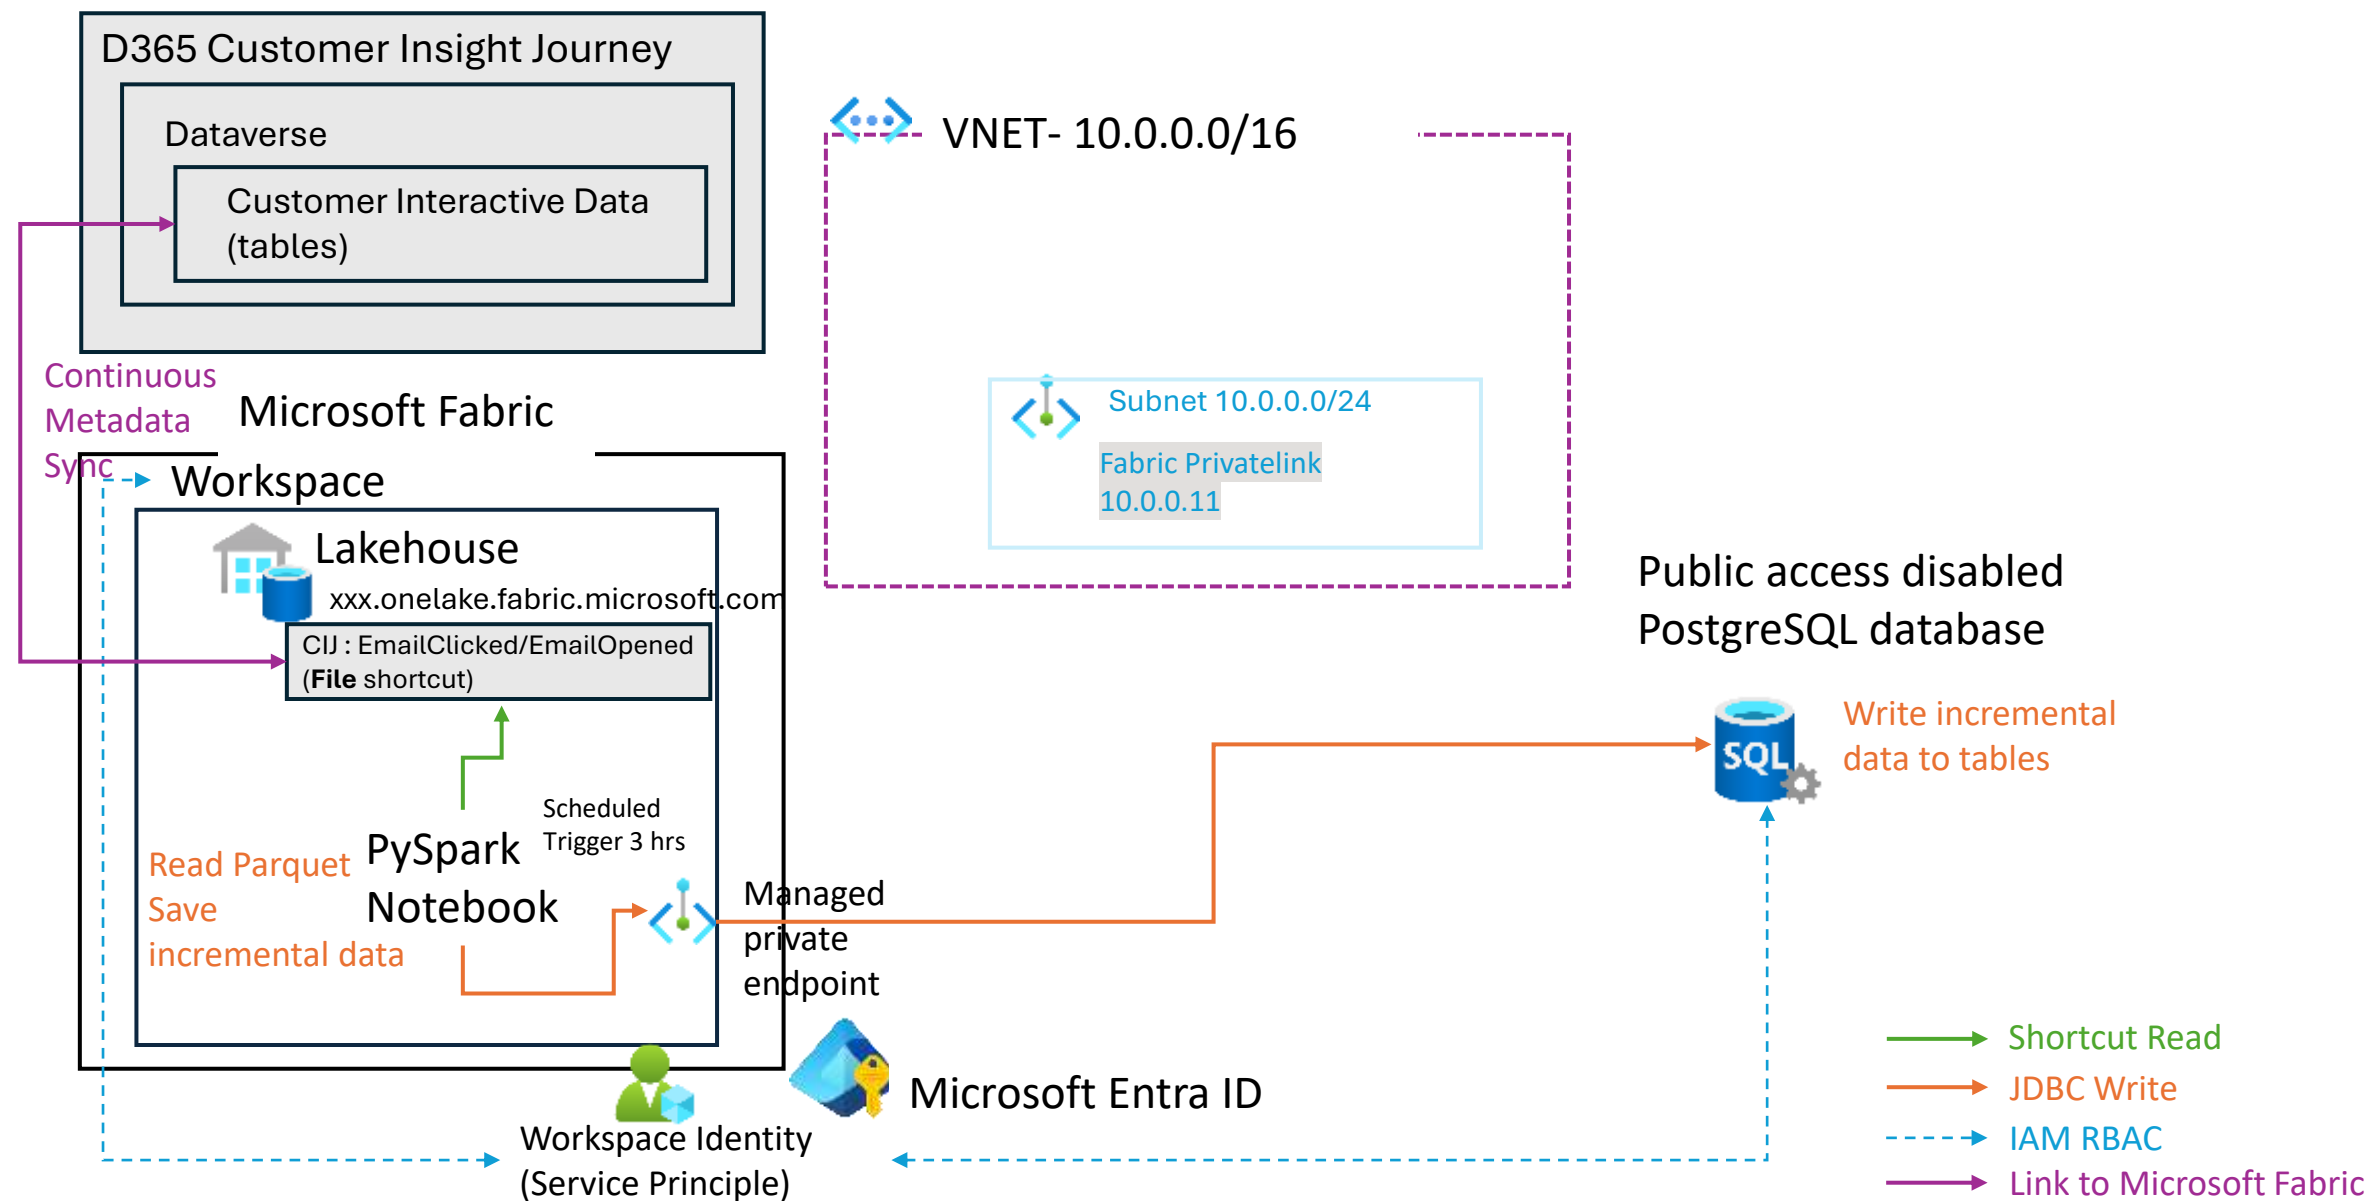 D365 Customer Insight Journey
Dataverse
Customer Interactive Data
(tables)
VNET- 10.0.0.0/16
Continuous
Metadata
Sync
Microsoft Fabric
Workspace
Lakehouse
xxx.onelake.fabric.microsoft.com
CIJ : EmailClicked/EmailOpened
(File shortcut)
Subnet 10.0.0.0/24
Fabric Privatelink
10.0.0.11
Public access disabled
PostgreSQL database
SQL
Write incremental
data to tables
Scheduled
Trigger 3 hrs
PySpark
Notebook
Read Parquet
Save
incremental data
Managed
private
endpoint
Microsoft Entra ID
Workspace Identity
(Service Principle)
Shortcut Read
JDBC Write
IAM RBAC
Link to Microsoft Fabric